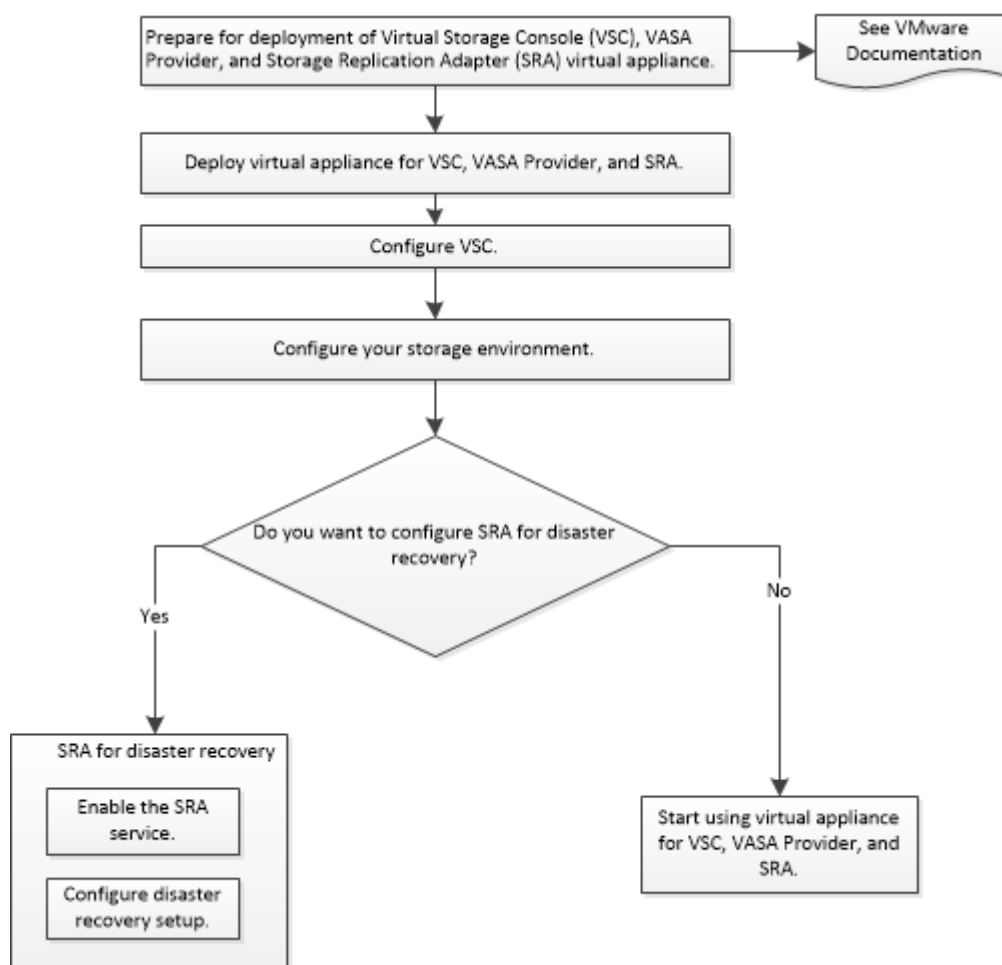 Prepare for deployment of Virtual Storage Console (VSC), VASA
Provider, and Storage Replication Adapter (SRA) virtual appliance.
See VMware
Documentation
Deploy virtual appliance for VSC, VASA Provider, and SRA.
Configure VSC.
Configure your storage environment.
Do you want to configure SRA for disaster
recovery?
Yes
No
SRA for disaster recovery
Enable the SRA
service.
Configure disaster
recovery setup.
Start using virtual appliance
for VSC, VASA Provider, and
SRA.